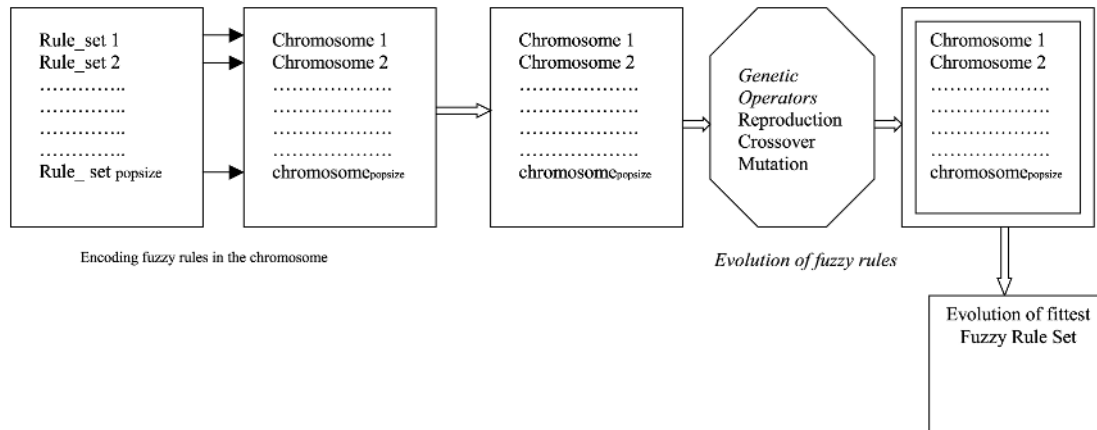 Rule_set 1
Rule_set 2
…………..
…………..
…………..
…………..
Rule_ set popsize
Chromosome 1
Chromosome 2
……………….
……………….
……………….
……………….
chromosomepopsize
Chromosome 1
Chromosome 2
……………….
……………….
……………….
……………….
chromosomepopsize
Genetic
Operators
Reproduction
Crossover
Mutation
Chromosome 1
Chromosome 2
……………….
……………….
……………….
……………….
chromosomepopsize
Encoding fuzzy rules in the chromosome
Evolution of fuzzy rules
Evolution of fittest
Fuzzy Rule Set